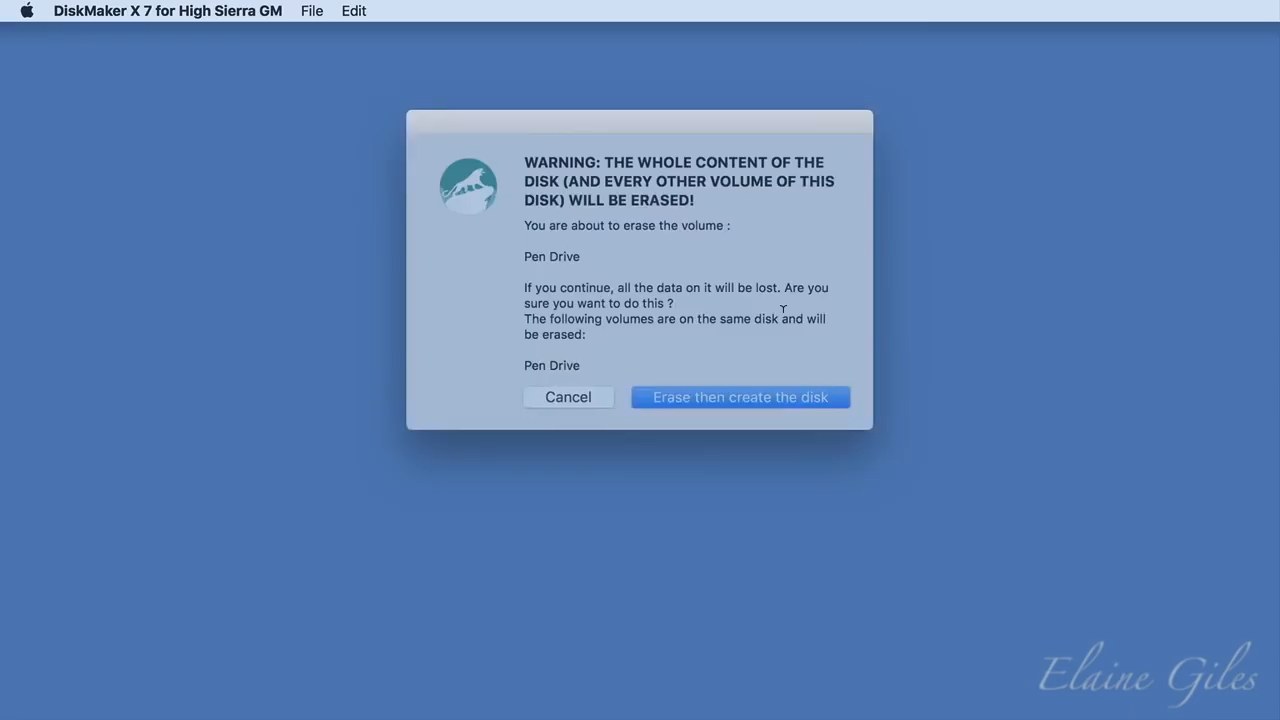 DiskMaker X 7 for High Sierra GM File Edit
WARNING: THE WHOLE CONTENT OF THE
DISK (AND EVERY OTHER VOLUME OF THIS
DISK) WILL BE ERASED!
You are about to erase the volume :
Pen Drive
If you continue, all the data on it will be lost. Are you
sure you want to do this ?
The following volumes are on the same disk and will
be erased:
Pen Drive
Cancel Erase then create the disk
Elaine Giles